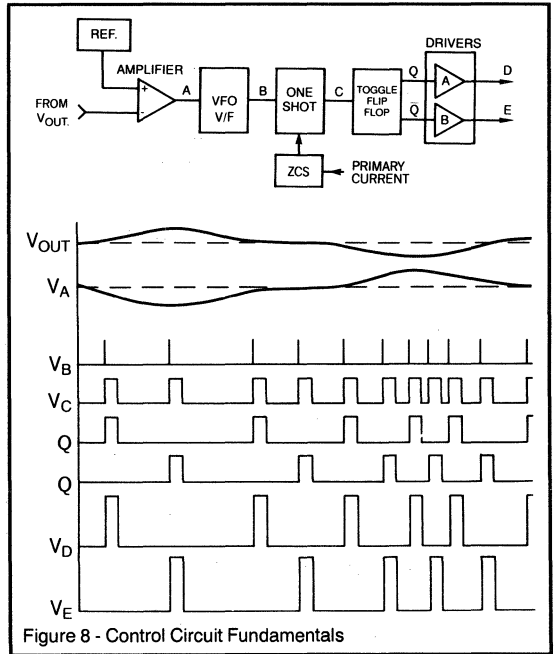 REF.
DRIVERS
AMPLIFIER
Q
D
A
+
A
B
C
FROM
VOUT.
-
VFO
V/F
ONE
SHOT
TOGGLE
FLIP
FLOP
Q̅
B
E
ZCS
PRIMARY
CURRENT
VOUT
VA
VB
VC
Q
Q
VD
VE
Figure 8 - Control Circuit Fundamentals